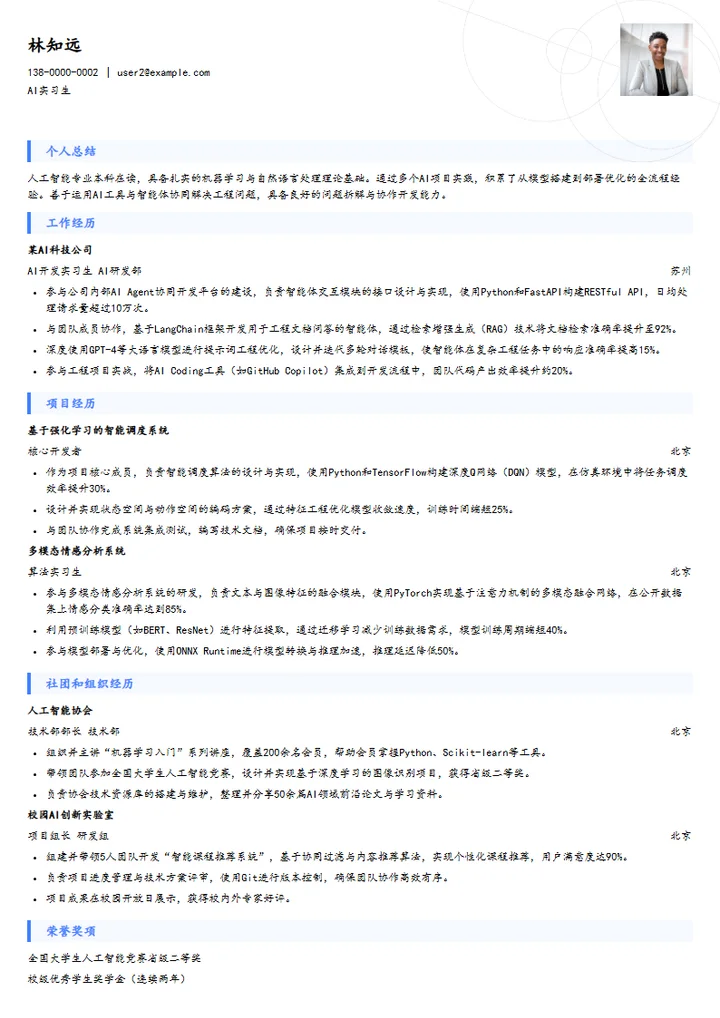 林知远
138-0000-0002 | user2@example.com
AI实习生
个人总结
人工智能专业本科在读，具备扎实的机器学习与自然语言处理理论基础。通过多个AI项目实践，积累了从模型搭建到部署优化的全流程经
验。善于运用AI工具与智能体协同解决工程问题，具备良好的问题拆解与协作开发能力。
工作经历
某AI科技公司
AI开发实习生 AI研发部 苏州
• 参与公司内部AI Agent协同开发平台的建设，负责智能体交互模块的接口设计与实现，使用Python和FastAPI构建RESTful API，日均处
理请求量超过10万次。
• 与团队成员协作，基于LangChain框架开发用于工程文档问答的智能体，通过检索增强生成（RAG）技术将文档检索准确率提升至92%。
• 深度使用GPT-4等大语言模型进行提示词工程优化，设计并迭代多轮对话模板，使智能体在复杂工程任务中的响应准确率提高15%。
• 参与工程项目实战，将AI Coding工具（如GitHub Copilot）集成到开发流程中，团队代码产出效率提升约20%。
项目经历
基于强化学习的智能调度系统
核心开发者 北京
• 作为项目核心成员，负责智能调度算法的设计与实现，使用Python和TensorFlow构建深度Q网络（DQN）模型，在仿真环境中将任务调度
效率提升30%。
• 设计并实现状态空间与动作空间的编码方案，通过特征工程优化模型收敛速度，训练时间缩短25%。
• 与团队协作完成系统集成测试，编写技术文档，确保项目按时交付。
多模态情感分析系统
算法实习生 北京
• 参与多模态情感分析系统的研发，负责文本与图像特征的融合模块，使用PyTorch实现基于注意力机制的多模态融合网络，在公开数据
集上情感分类准确率达到85%。
• 利用预训练模型（如BERT、ResNet）进行特征提取，通过迁移学习减少训练数据需求，模型训练周期缩短40%。
• 参与模型部署与优化，使用ONNX Runtime进行模型转换与推理加速，推理延迟降低50%。
社团和组织经历
人工智能协会
技术部部长 技术部 北京
• 组织并主讲“机器学习入门”系列讲座，覆盖200余名会员，帮助会员掌握Python、Scikit-learn等工具。
• 带领团队参加全国大学生人工智能竞赛，设计并实现基于深度学习的图像识别项目，获得省级二等奖。
• 负责协会技术资源库的搭建与维护，整理并分享50余篇AI领域前沿论文与学习资料。
校园AI创新实验室
项目组长 研发组 北京
• 组建并带领5人团队开发“智能课程推荐系统”，基于协同过滤与内容推荐算法，实现个性化课程推荐，用户满意度达90%。
• 负责项目进度管理与技术方案评审，使用Git进行版本控制，确保团队协作高效有序。
• 项目成果在校园开放日展示，获得校内外专家好评。
荣誉奖项
全国大学生人工智能竞赛省级二等奖
校级优秀学生奖学金（连续两年）